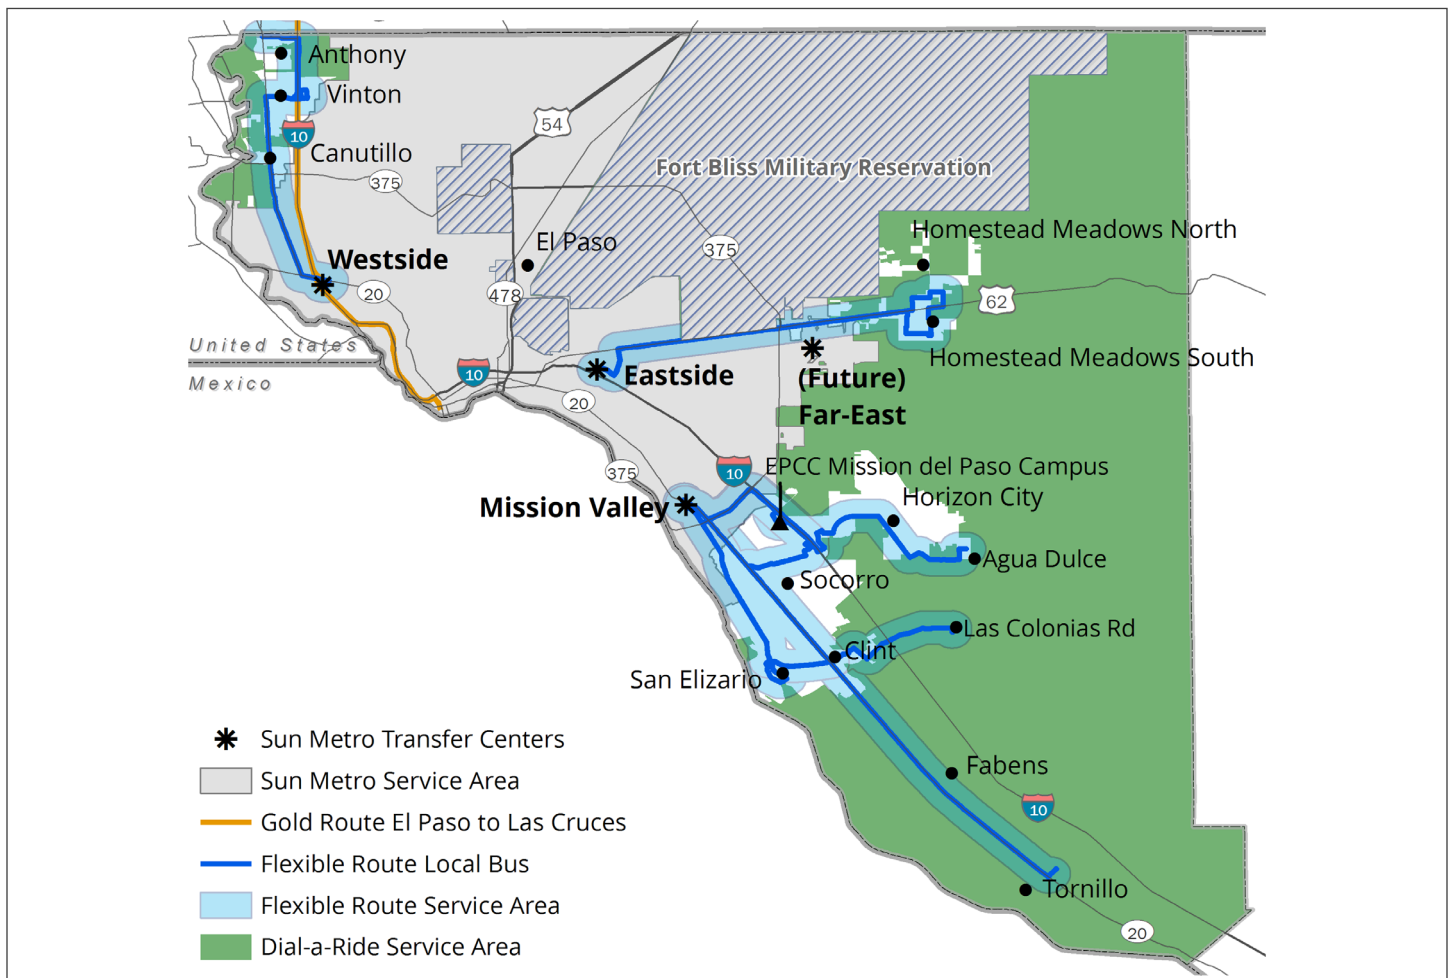 Anthony
Vinton
10
54
Canutillo
Fort Bliss Military Reservation
375
Homestead Meadows North
El Paso
375
Westside
20
478
62
United States
Homestead Meadows South
Mexico
10
Eastside
(Future)
Far-East
20
375
10
EPCC Mission del Paso Campus
Horizon City
Mission Valley
Agua Dulce
Socorro
Las Colonias Rd
Clint
San Elizario
Sun Metro Transfer Centers
Fabens
Sun Metro Service Area
10
Gold Route El Paso to Las Cruces
Flexible Route Local Bus
Tornillo
Flexible Route Service Area
20
Dial-a-Ride Service Area